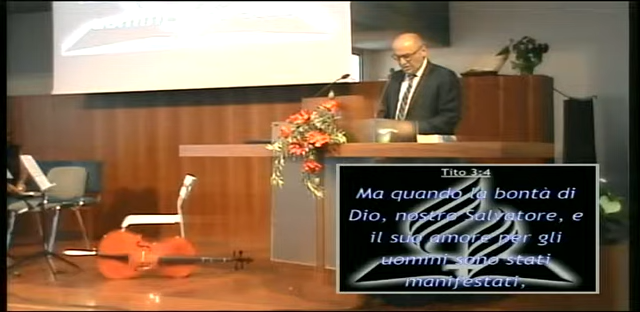 Tito 3:4
Ma quando la bontà di
Dio, nostro Salvatore, e
il suo amore per gli
uomini sono stati
manifestati,